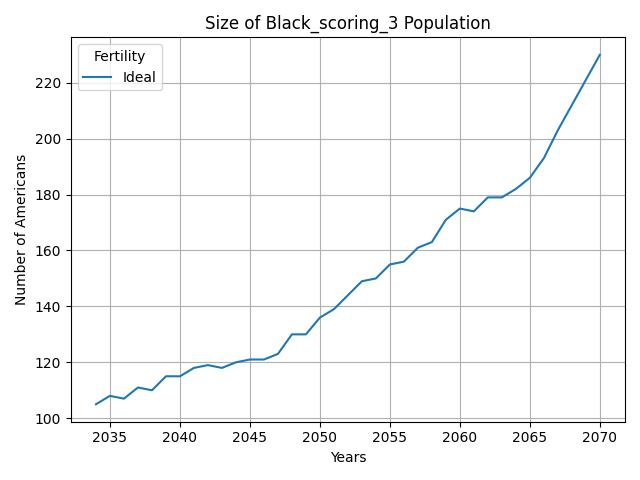 Size of Black_scoring_3 Population
Fertility
Ideal
Number of Americans
220
200
180
160
140
120
100
2035 2040 2045 2050 2055 2060 2065 2070
Years